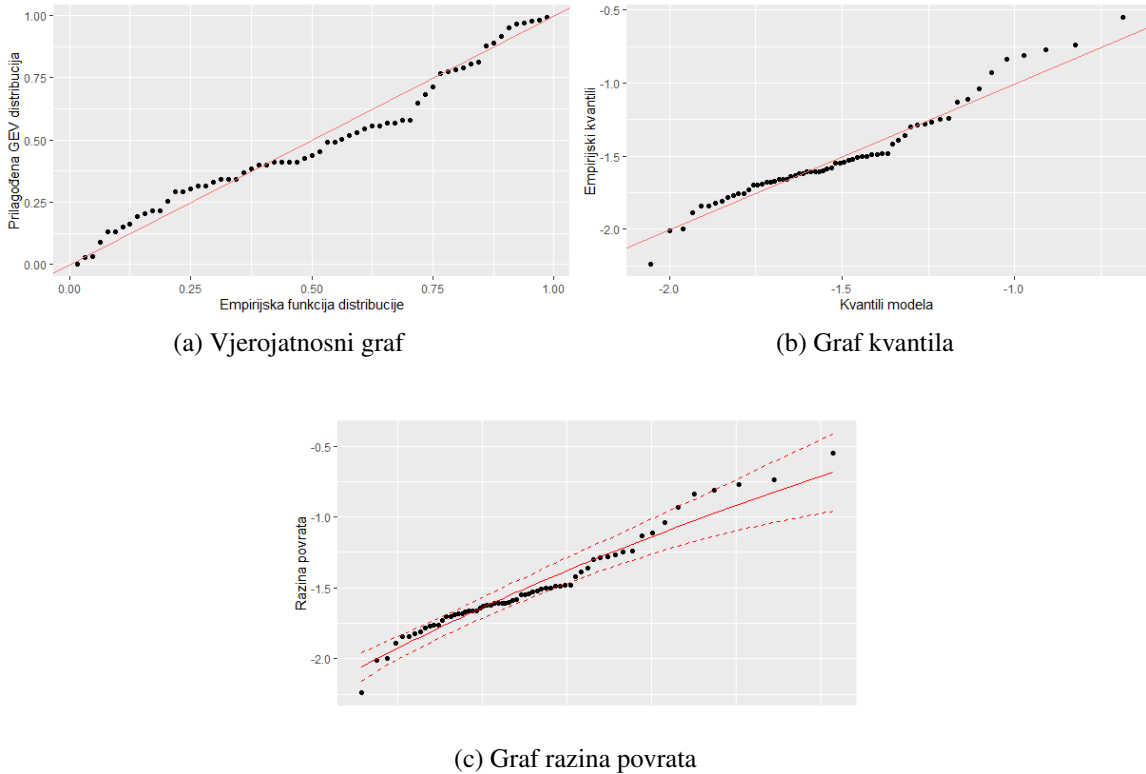 1.00
0.75
0.50
0.25
0.00
Prilagođena GEV distribucija
0.00 0.25 0.50 0.75 1.00
Empirijska funkcija distribucije
(a) Vjerojatnosni graf
-1.0
-1.5
-2.0
Empirijski kvantili
-2.0 -1.5 -1.0
Kvantili modela
(b) Graf kvantila
-0.5
-1.0
-1.5
-2.0
Razina povrata
(c) Graf razina povrata